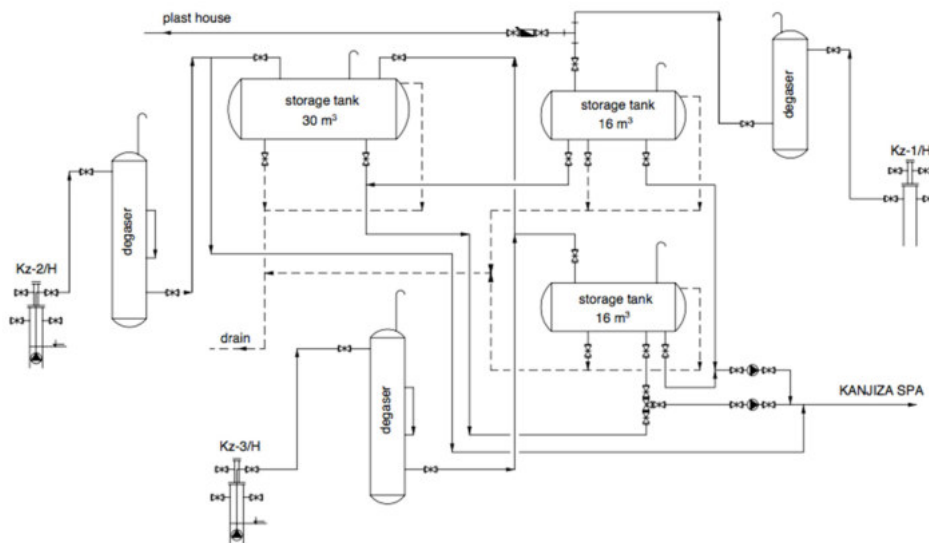 plast house
storage tank
30 m³
storage tank
16 m³
degaser
Kz-1/H
degaser
Kz-2/H
storage tank
16 m³
drain
degaser
KANJIZA SPA
Kz-3/H